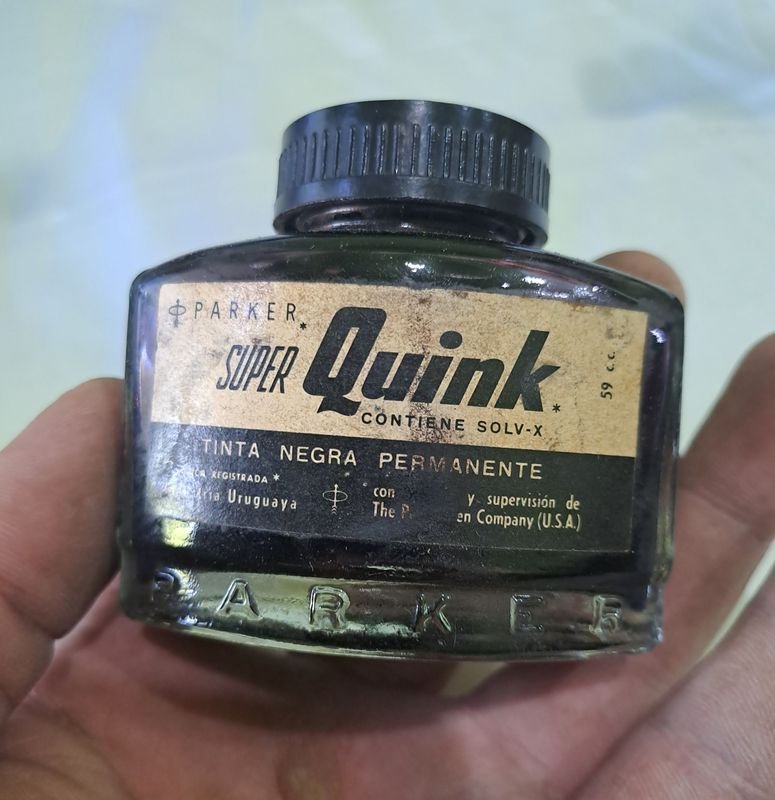 PARKER*
SUPER Quink*
CONTIENE SOLV-X
59 c.c.
TINTA NEGRA PERMANENTE
REGISTRADA *
Uruguaya con y supervisión de
The Company (U.S.A.)
PARKER